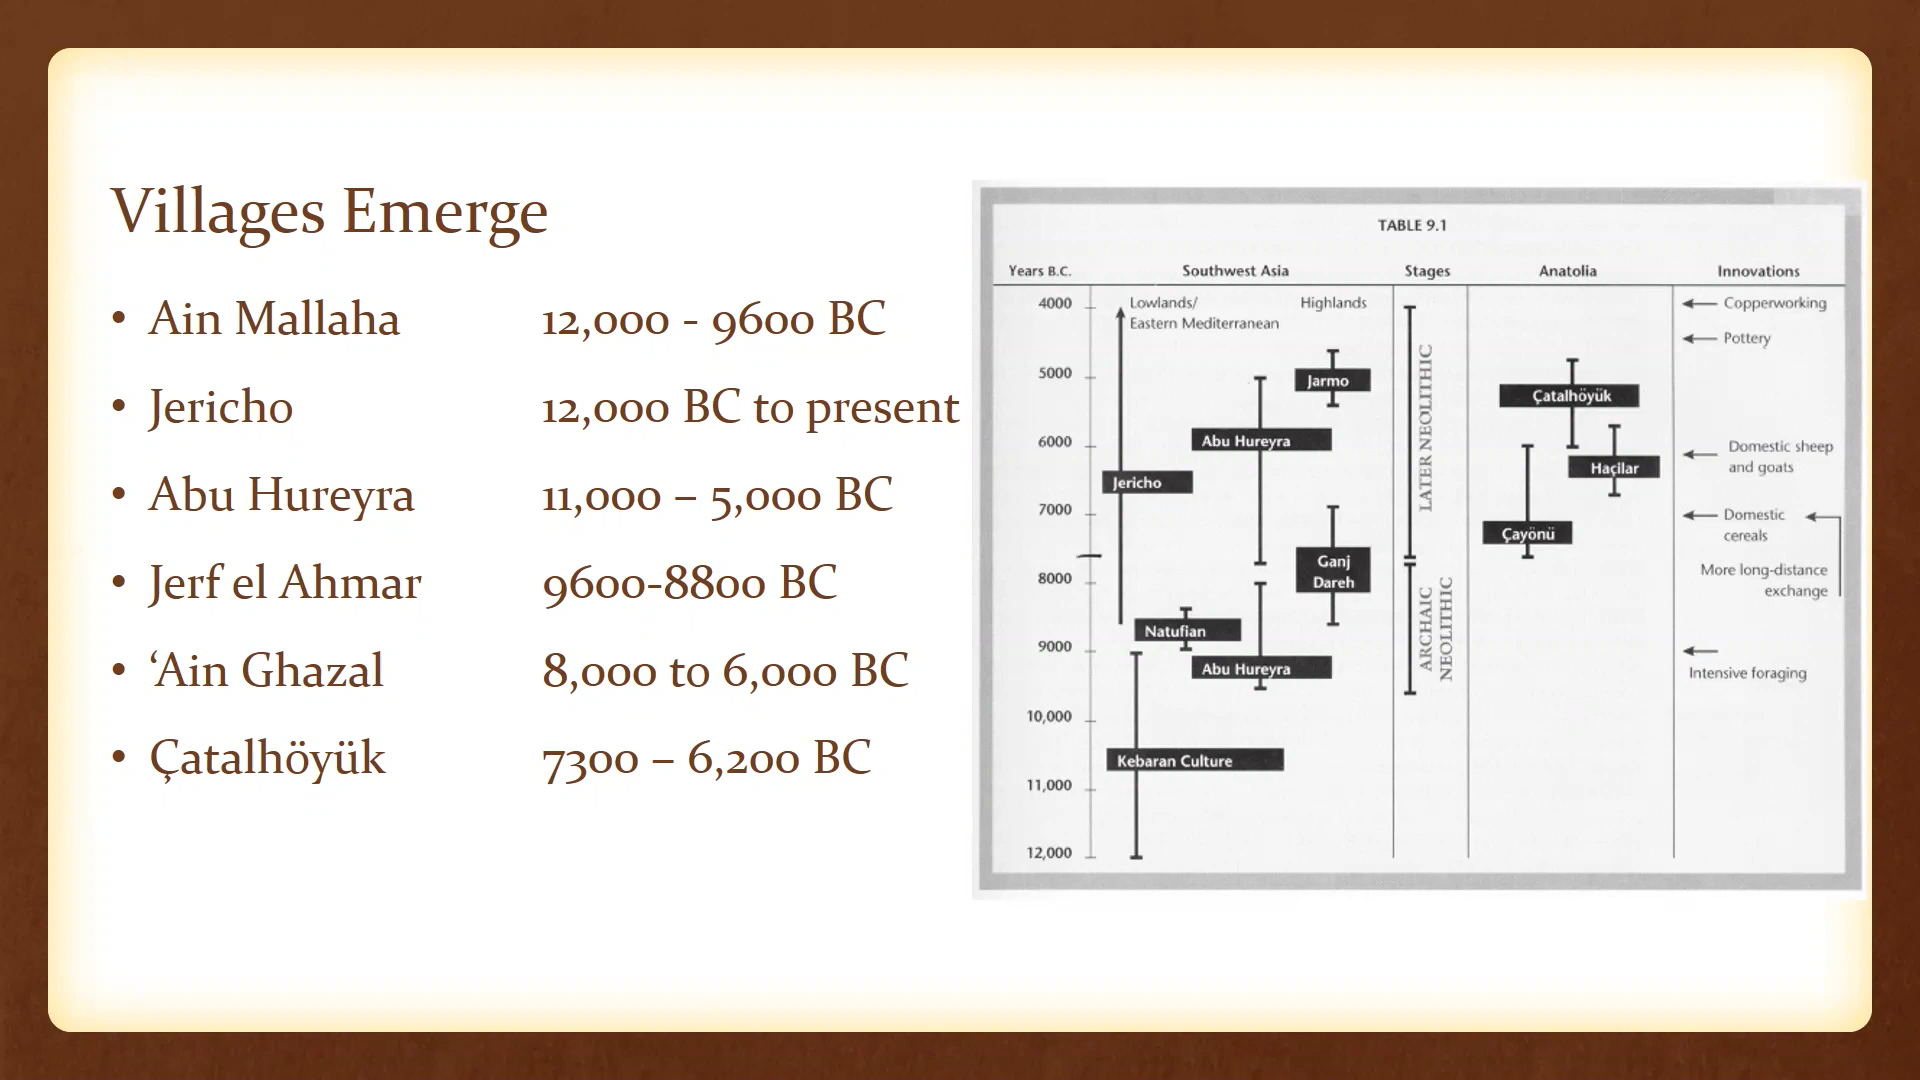 Villages Emerge
• Ain Mallaha 12,000 - 9600 BC
• Jericho 12,000 BC to present
• Abu Hureyra 11,000 – 5,000 BC
• Jerf el Ahmar 9600-8800 BC
• ‘Ain Ghazal 8,000 to 6,000 BC
• Çatalhöyük 7300 – 6,200 BC
TABLE 9.1
Years B.C. Southwest Asia Stages Anatolia Innovations
4000
5000
6000
7000
8000
9000
10,000
11,000
12,000
Lowlands/
Eastern Mediterranean
Highlands
Jarmo
Abu Hureyra
Jericho
Ganj
Dareh
Natufian
Abu Hureyra
Kebaran Culture
LATER NEOLITHIC
ARCHAIC
NEOLITHIC
Çatalhöyük
Haçilar
Çayönü
Copperworking
Pottery
Domestic sheep
and goats
Domestic
cereals
More long-distance
exchange
Intensive foraging